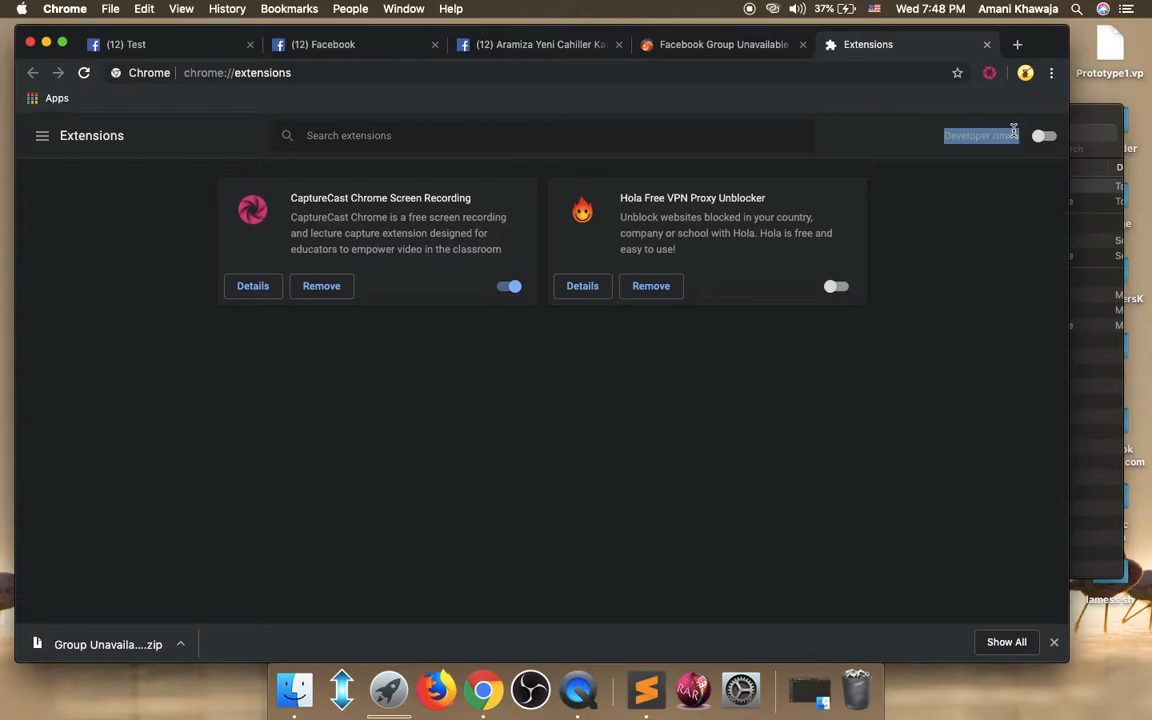 Chrome File Edit View History Bookmarks People Window Help 37% Wed 7:48 PM Amani Khawaja
(12) Test (12) Facebook (12) Aramiza Yeni Cahiller Ka Facebook Group Unavailable Extensions
Chrome chrome://extensions
Apps
Prototype1.vp
Extensions Search extensions Developer
CaptureCast Chrome Screen Recording
CaptureCast Chrome is a free screen recording
and lecture capture extension designed for
educators to empower video in the classroom
Details Remove
Hola Free VPN Proxy Unblocker
Unblock websites blocked in your country,
company or school with Hola. Hola is free and
easy to use!
Details Remove
Group Unavaila....zip Show All
RAR